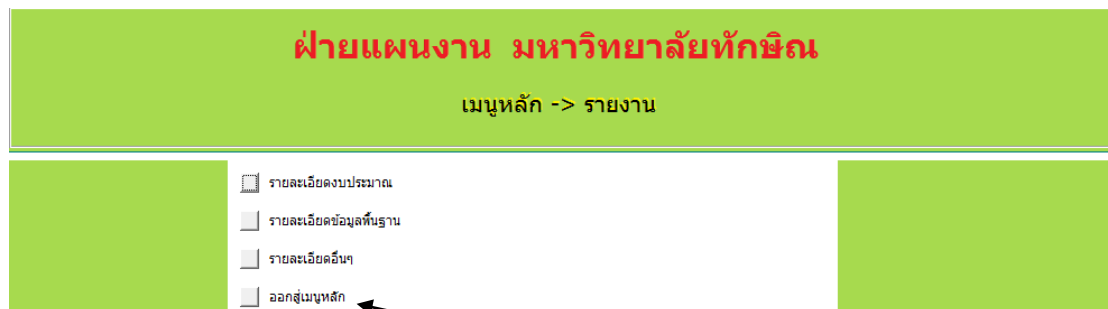 ฝ่ายแผนงาน มหาวิทยาลัยทักษิณ
เมนูหลัก -> รายงาน
รายละเอียดงบประมาณ
รายละเอียดข้อมูลพื้นฐาน
รายละเอียดอื่นๆ
ออกสู่เมนูหลัก